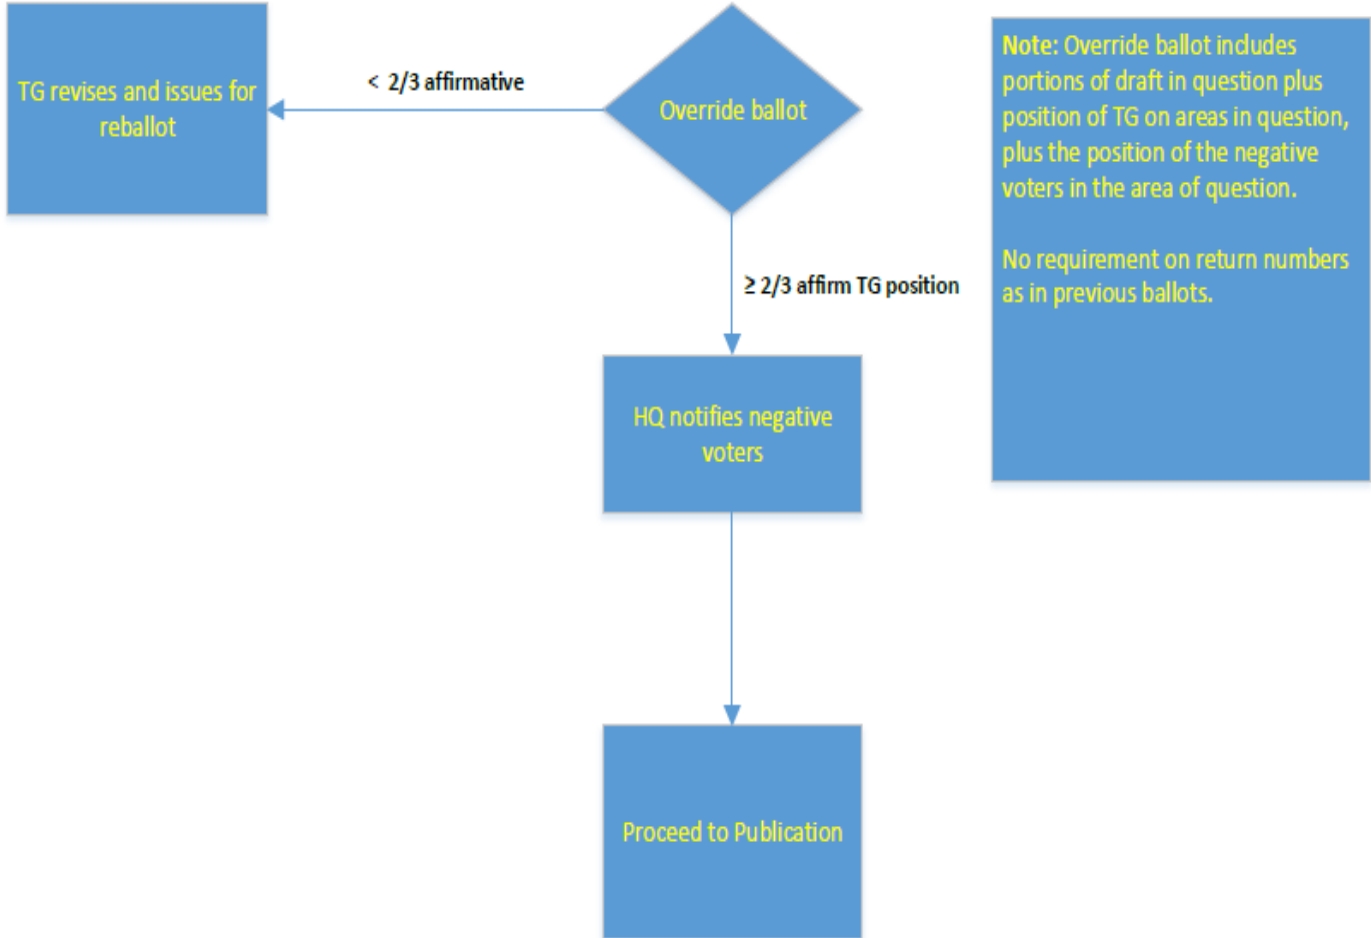 TG revises and issues for
reballot
< 2/3 affirmative
Override ballot
Note: Override ballot includes
portions of draft in question plus
position of TG on areas in question,
plus the position of the negative
voters in the area of question.
No requirement on return numbers
as in previous ballots.
≥ 2/3 affirm TG position
HQ notifies negative
voters
Proceed to Publication